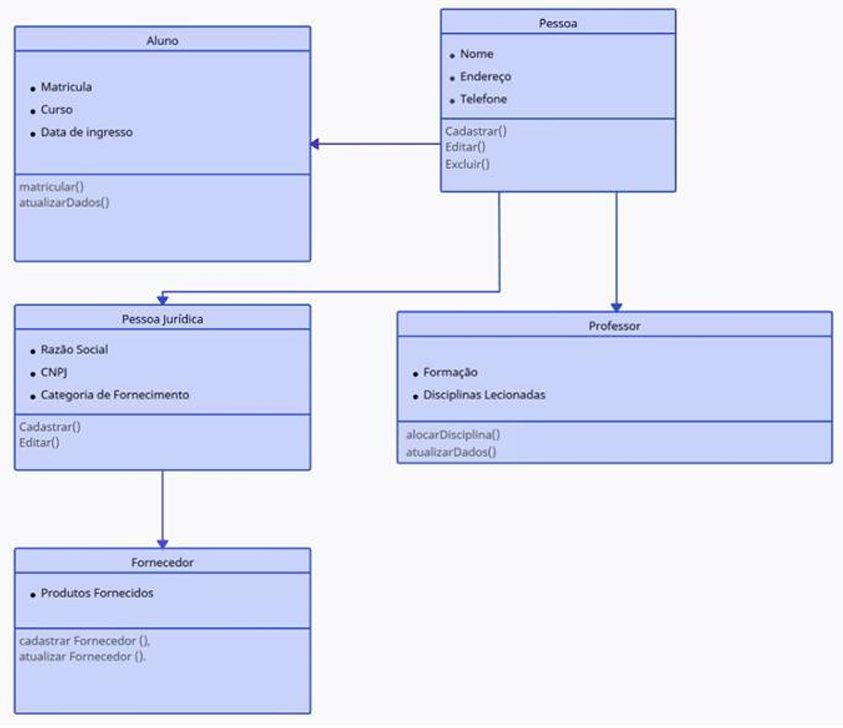 Aluno
Matricula
Curso
Data de ingresso
matricular()
atualizarDados()
Pessoa
Nome
Endereço
Telefone
Cadastrar()
Editar()
Excluir()
Pessoa Jurídica
Razão Social
CNPJ
Categoria de Fornecimento
Cadastrar()
Editar()
Professor
Formação
Disciplinas Lecionadas
alocarDisciplina()
atualizarDados()
Fornecedor
Produtos Fornecidos
cadastrar Fornecedor (),
atualizar Fornecedor ().